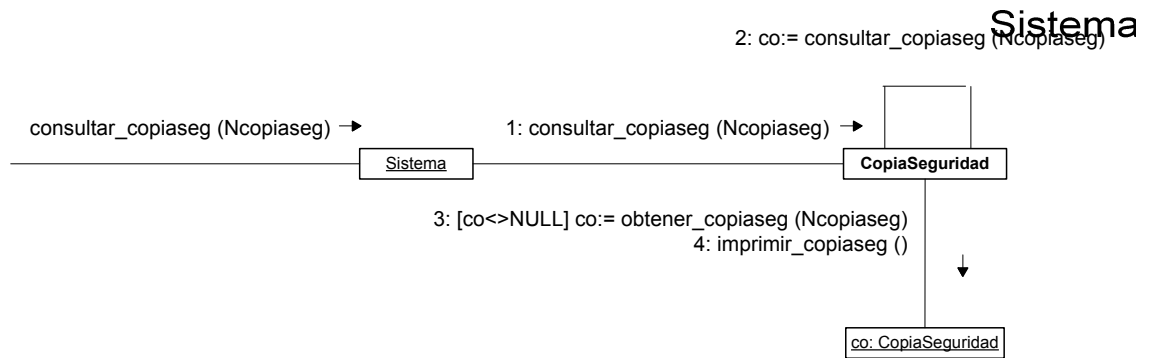 Sistema
2: co:= consultar_copiaseg (Ncopiaseg)
consultar_copiaseg (Ncopiaseg)
1: consultar_copiaseg (Ncopiaseg)
Sistema
CopiaSeguridad
3: [co<>NULL] co:= obtener_copiaseg (Ncopiaseg)
4: imprimir_copiaseg ()
co: CopiaSeguridad